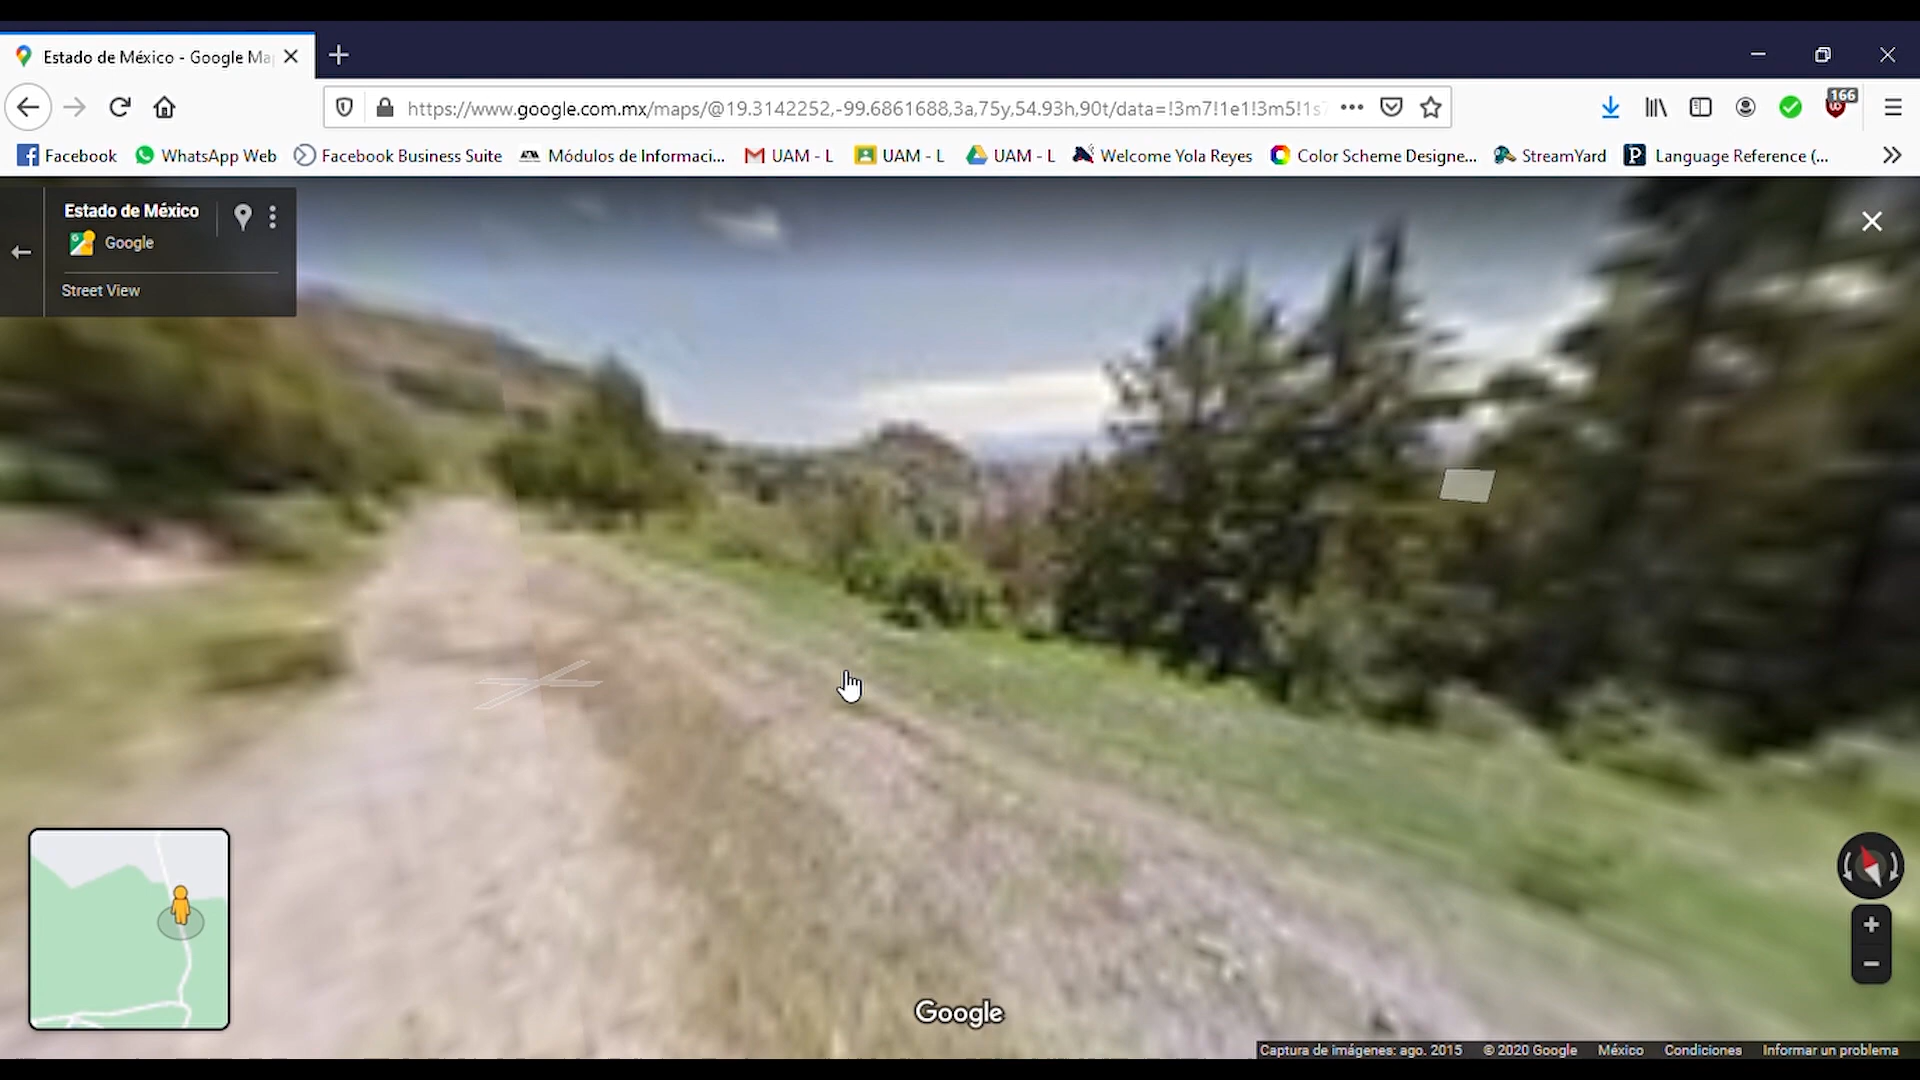 Estado de México - Google Ma
https://www.google.com.mx/maps/@19.3142252,-99.6861688,3a,75y,54.93h,90t/data=!3m7!1e1!3m5!1s
166
Facebook WhatsApp Web Facebook Business Suite Módulos de Informaci... UAM - L UAM - L UAM - L Welcome Yola Reyes Color Scheme Designe... StreamYard Language Reference (...
Estado de México
Google
Street View
Google
Captura de imágenes: ago. 2015 © 2020 Google México Condiciones Informar un problema